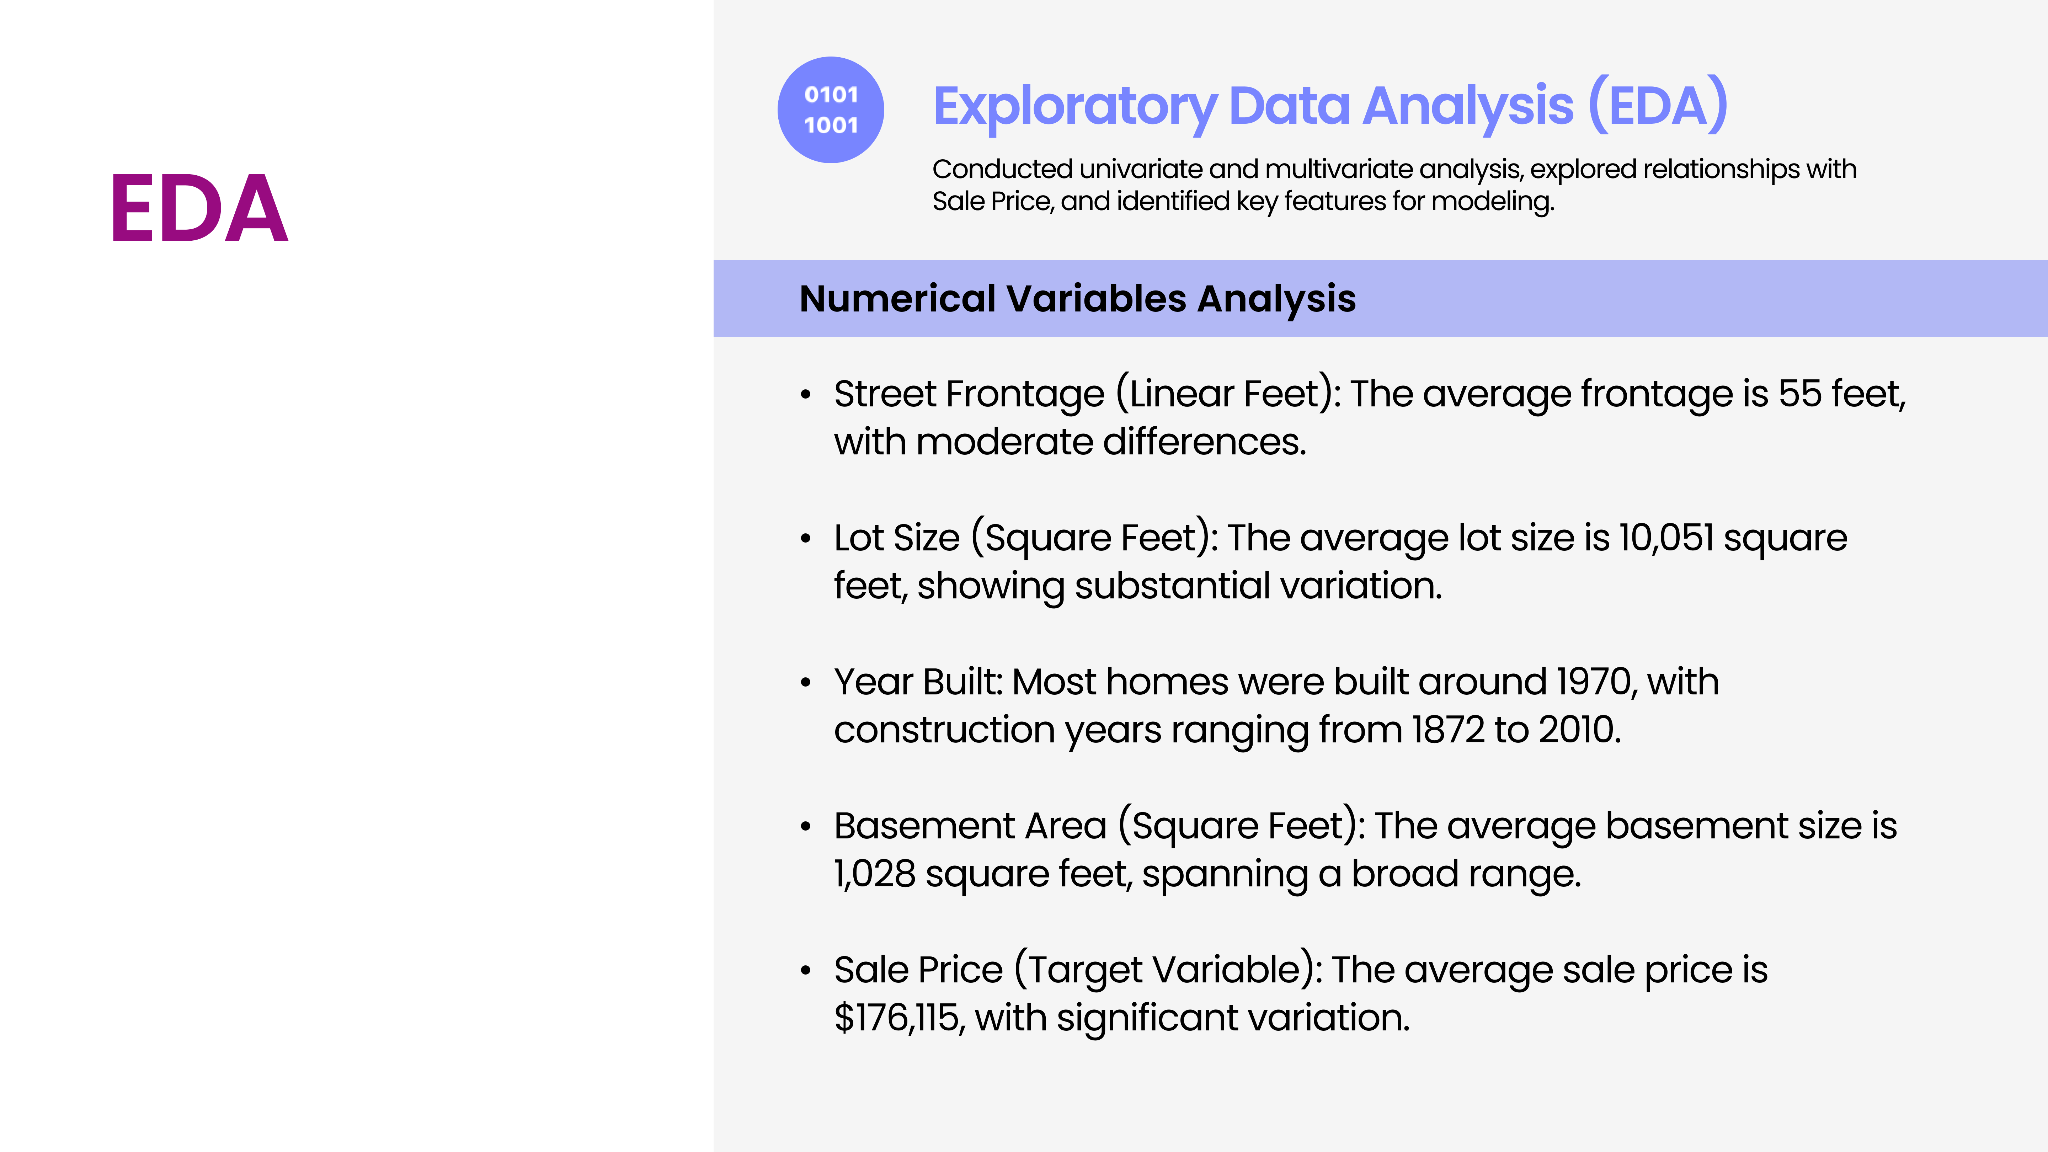 EDA
0101
1001
Exploratory Data Analysis (EDA)
Conducted univariate and multivariate analysis, explored relationships with
Sale Price, and identified key features for modeling.
Numerical Variables Analysis
• Street Frontage (Linear Feet): The average frontage is 55 feet,
with moderate differences.
• Lot Size (Square Feet): The average lot size is 10,051 square
feet, showing substantial variation.
• Year Built: Most homes were built around 1970, with
construction years ranging from 1872 to 2010.
• Basement Area (Square Feet): The average basement size is
1,028 square feet, spanning a broad range.
• Sale Price (Target Variable): The average sale price is
$176,115, with significant variation.